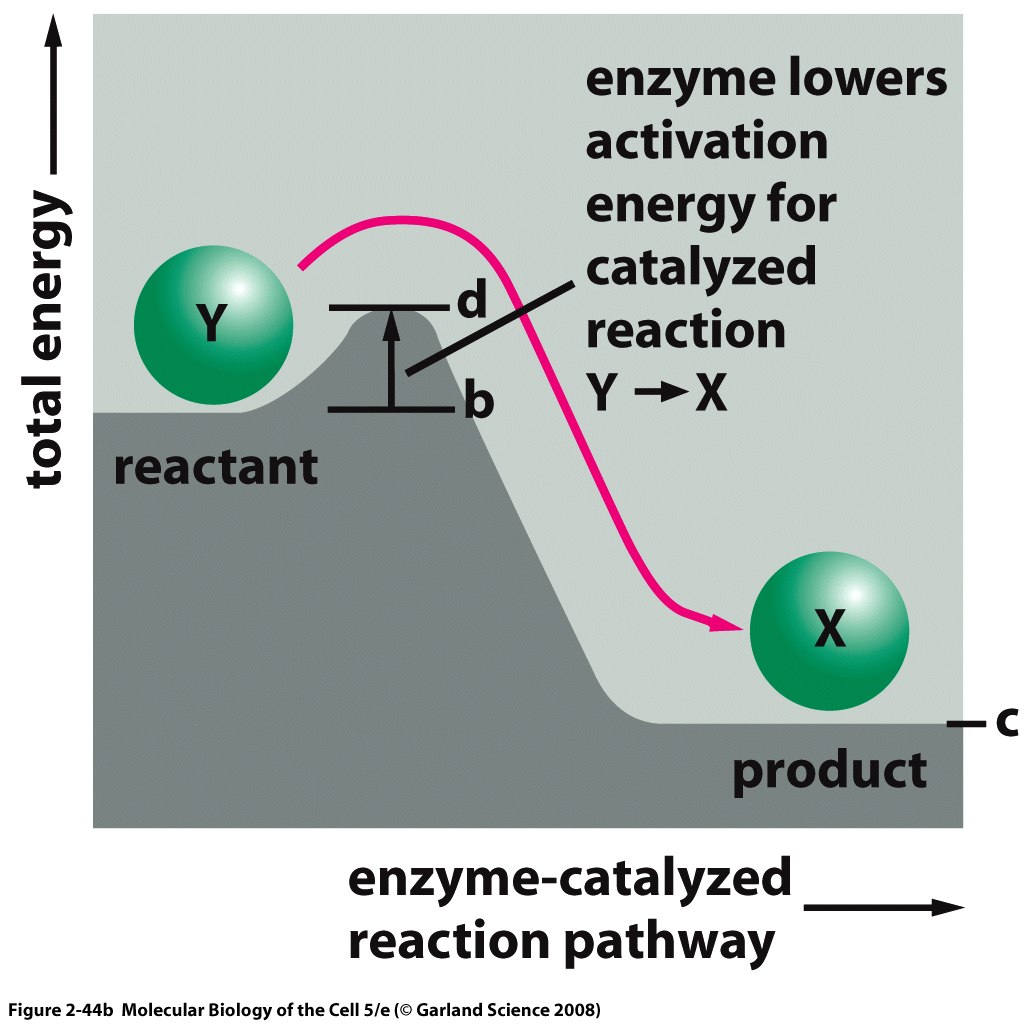 total energy
enzyme lowers
activation
energy for
catalyzed
reaction
Y → X
Y
d
b
reactant
X
c
product
enzyme-catalyzed
reaction pathway
Figure 2-44b Molecular Biology of the Cell 5/e (© Garland Science 2008)